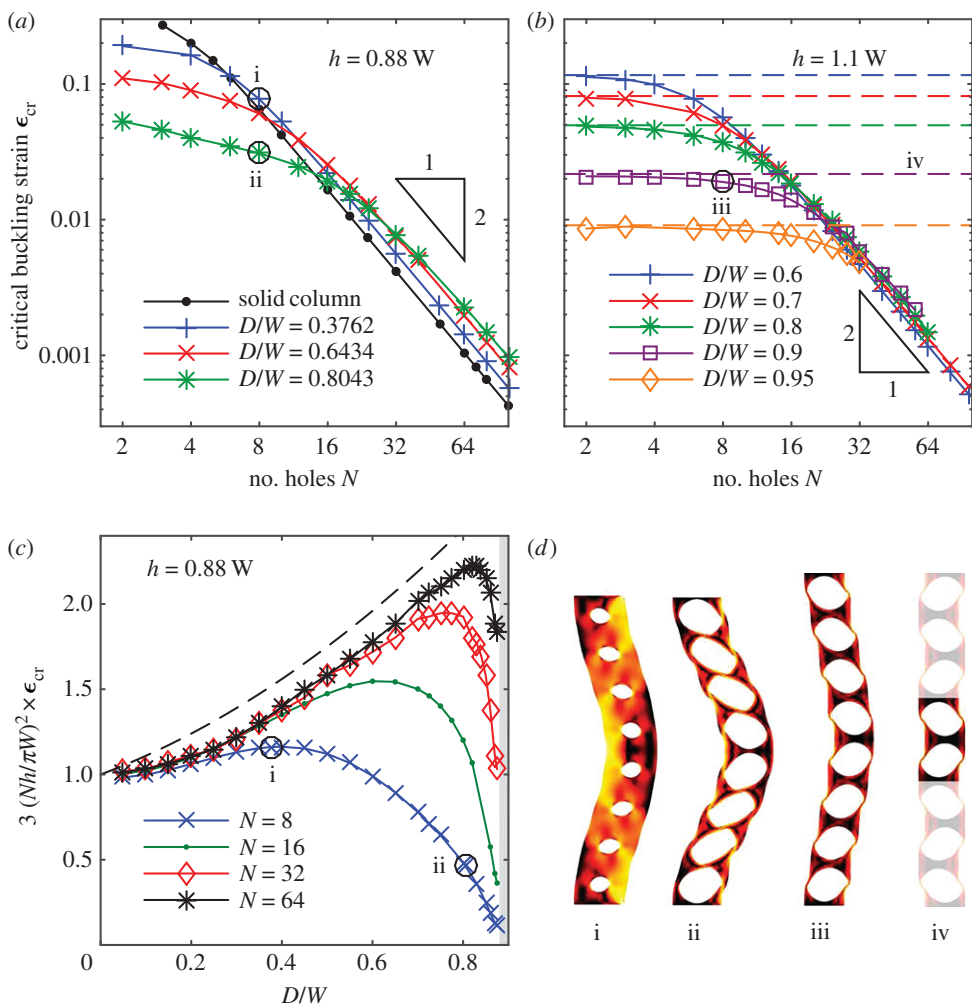 (a)
h = 0.88 W
critical buckling strain ϵcr
0.1
0.01
0.001
i
ii
1
2
solid column
D/W = 0.3762
D/W = 0.6434
D/W = 0.8043
2 4 8 16 32 64
no. holes N
(b)
h = 1.1 W
iv
iii
D/W = 0.6
D/W = 0.7
D/W = 0.8
D/W = 0.9
D/W = 0.95
2
1
2 4 8 16 32 64
no. holes N
(c)
h = 0.88 W
3 (Nh/πW)² × ϵcr
2.0
1.5
1.0
0.5
i
ii
N = 8
N = 16
N = 32
N = 64
0 0.2 0.4 0.6 0.8
D/W
(d)
i ii iii iv